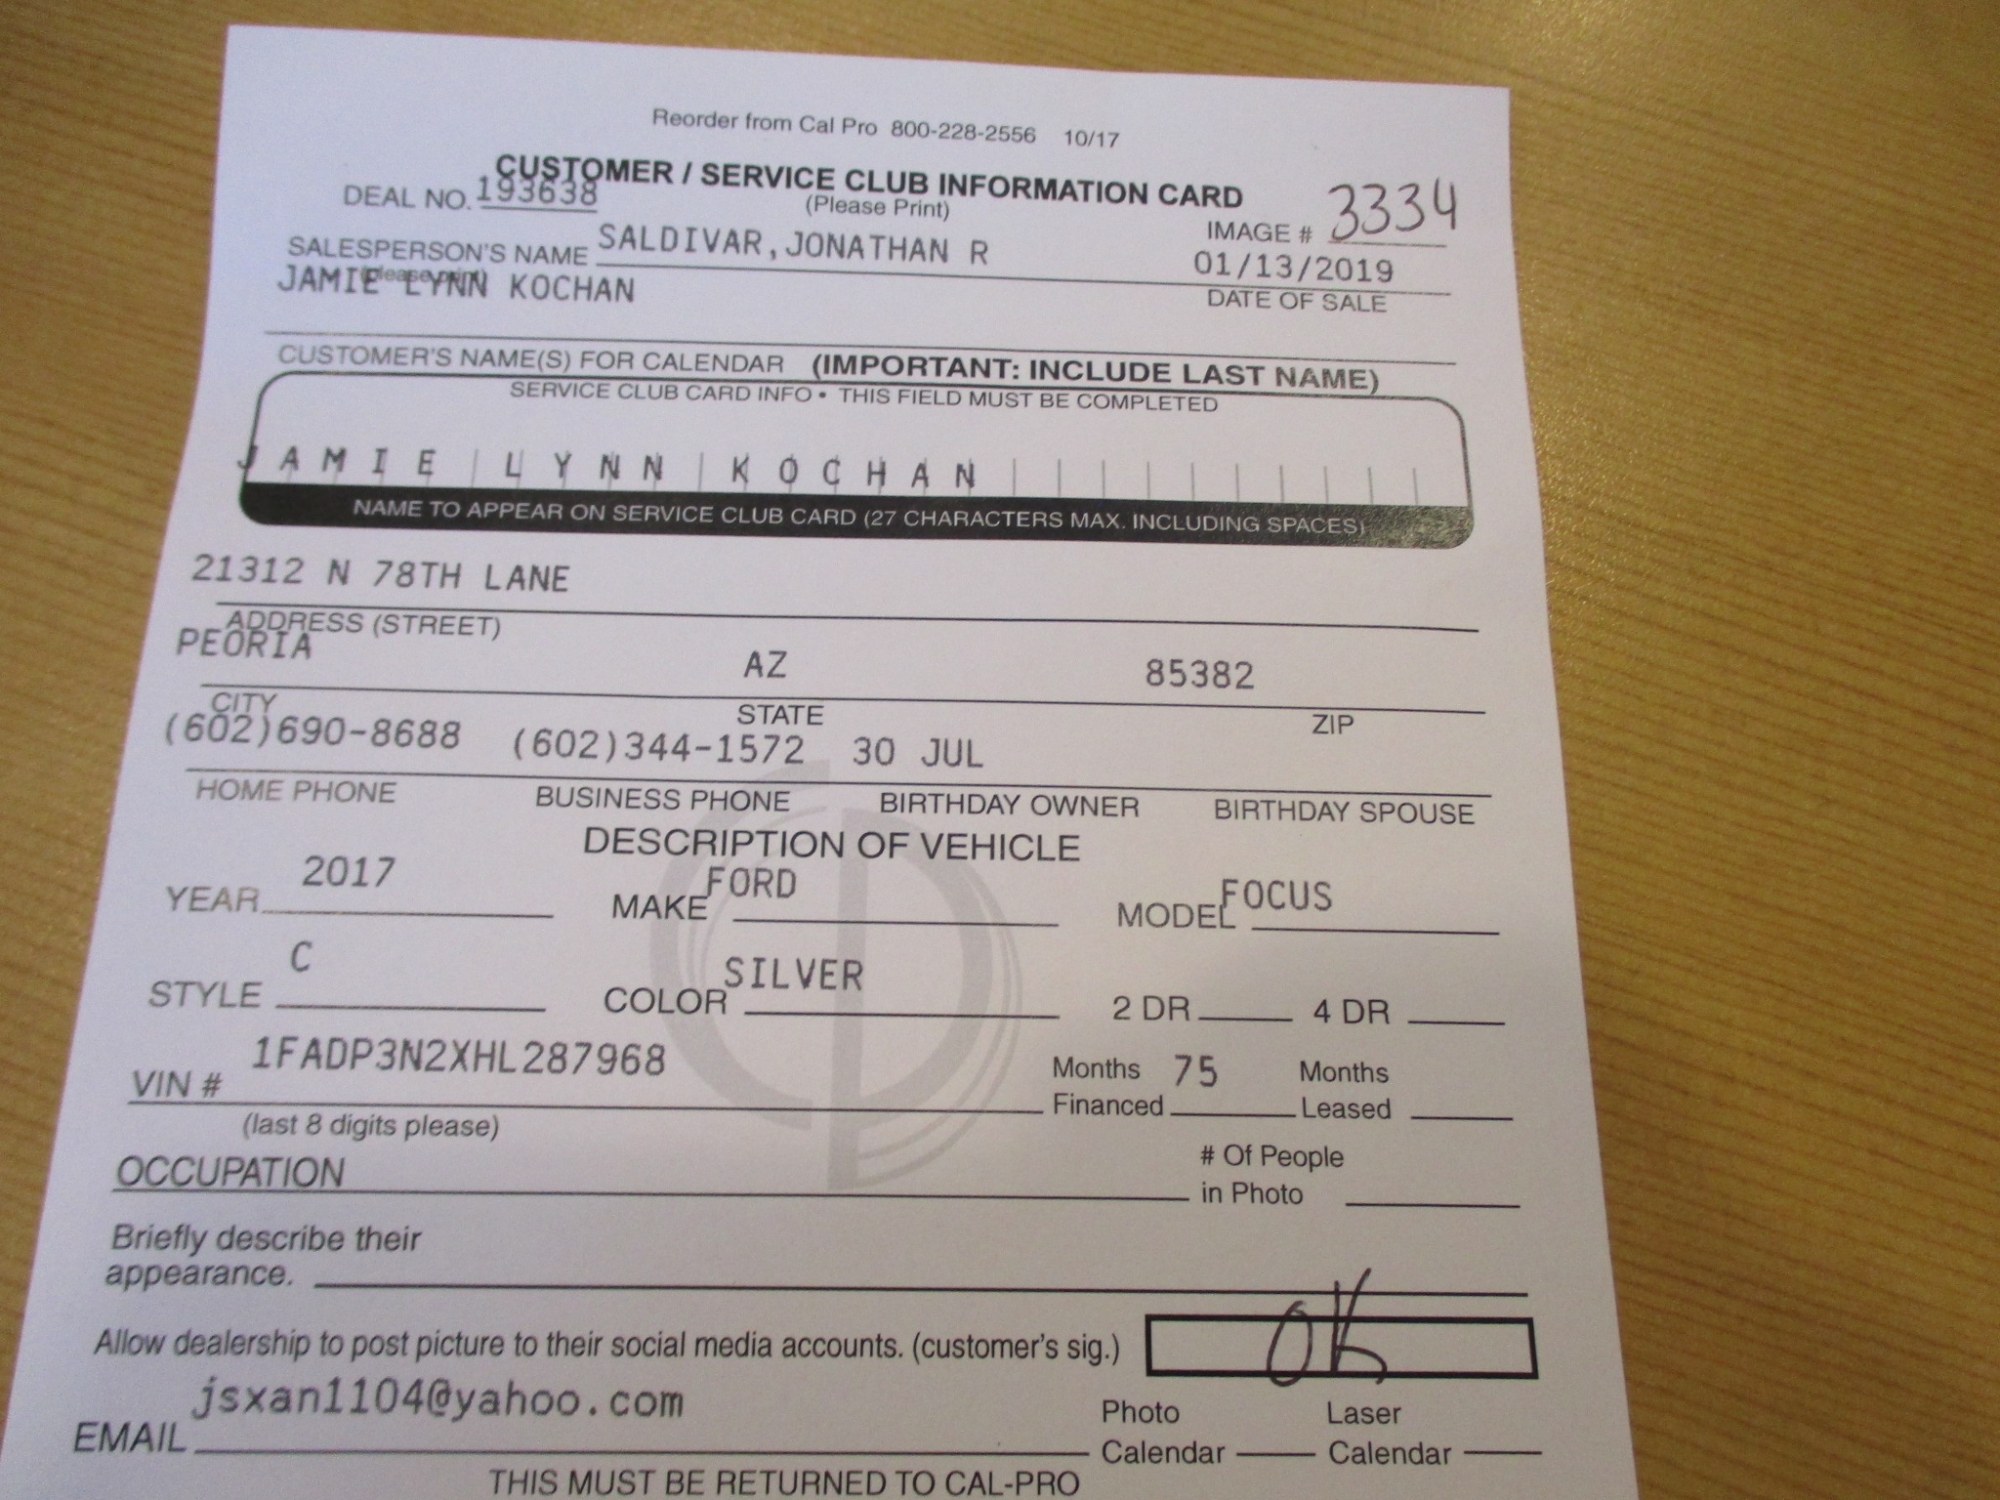 Reorder from Cal Pro 800-228-2556 10/17
CUSTOMER / SERVICE CLUB INFORMATION CARD
(Please Print)
DEAL NO. 193638
IMAGE # 3334
SALESPERSON'S NAME SALDIVAR, JONATHAN R
(please print)
01/13/2019
DATE OF SALE
JAMIE LYNN KOCHAN
CUSTOMER'S NAME(S) FOR CALENDAR (IMPORTANT: INCLUDE LAST NAME)
SERVICE CLUB CARD INFO • THIS FIELD MUST BE COMPLETED
JAMIE LYNN KOCHAN
NAME TO APPEAR ON SERVICE CLUB CARD (27 CHARACTERS MAX. INCLUDING SPACES)
21312 N 78TH LANE
ADDRESS (STREET)
PEORIA AZ 85382
CITY STATE ZIP
(602)690-8688 (602)344-1572 30 JUL
HOME PHONE BUSINESS PHONE BIRTHDAY OWNER BIRTHDAY SPOUSE
DESCRIPTION OF VEHICLE
YEAR 2017 MAKE FORD MODEL FOCUS
STYLE C COLOR SILVER 2 DR 4 DR
VIN # 1FADP3N2XHL287968
(last 8 digits please)
Months Financed 75 Months Leased
OCCUPATION
# Of People in Photo
Briefly describe their
appearance.
Allow dealership to post picture to their social media accounts. (customer's sig.) OK
EMAIL jsxan1104@yahoo.com
Photo Calendar Laser Calendar
THIS MUST BE RETURNED TO CAL-PRO